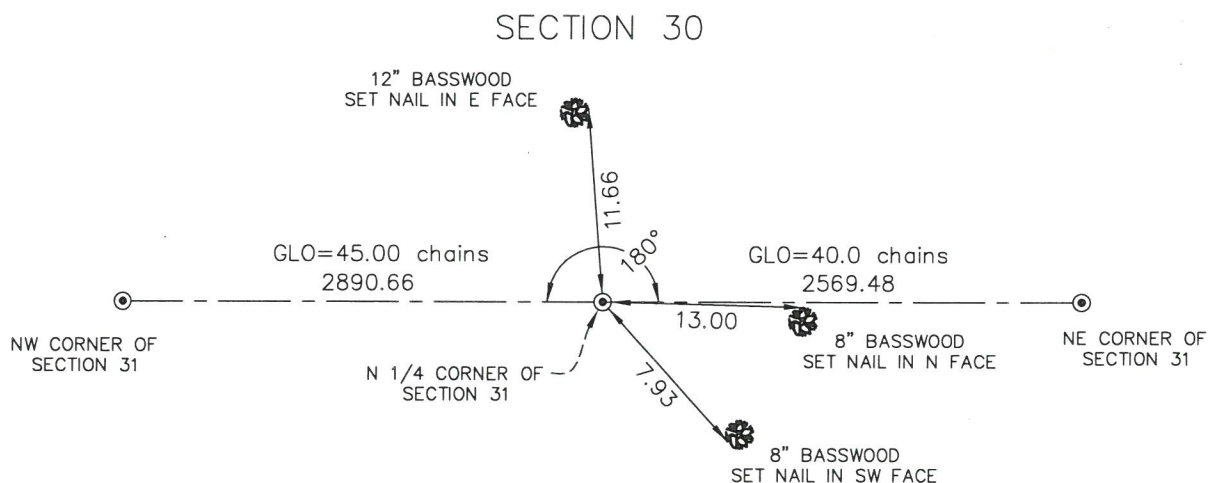 SECTION 30
12" BASSWOOD
SET NAIL IN E FACE
11.66
180°
GLO=45.00 chains
2890.66
GLO=40.0 chains
2569.48
13.00
NW CORNER OF
SECTION 31
N 1/4 CORNER OF
SECTION 31
7.93
8" BASSWOOD
SET NAIL IN N FACE
NE CORNER OF
SECTION 31
8" BASSWOOD
SET NAIL IN SW FACE